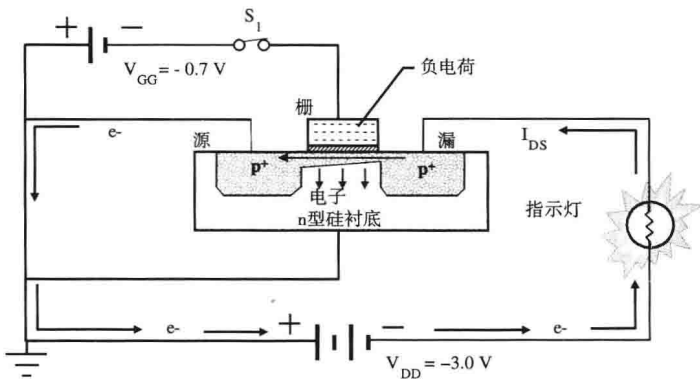 S1
+ −
VGG = - 0.7 V
负电荷
栅
e-
源
漏
IDS
p+
p+
电子
n型硅衬底
指示灯
e-
e-
+ −
e-
VDD = −3.0 V